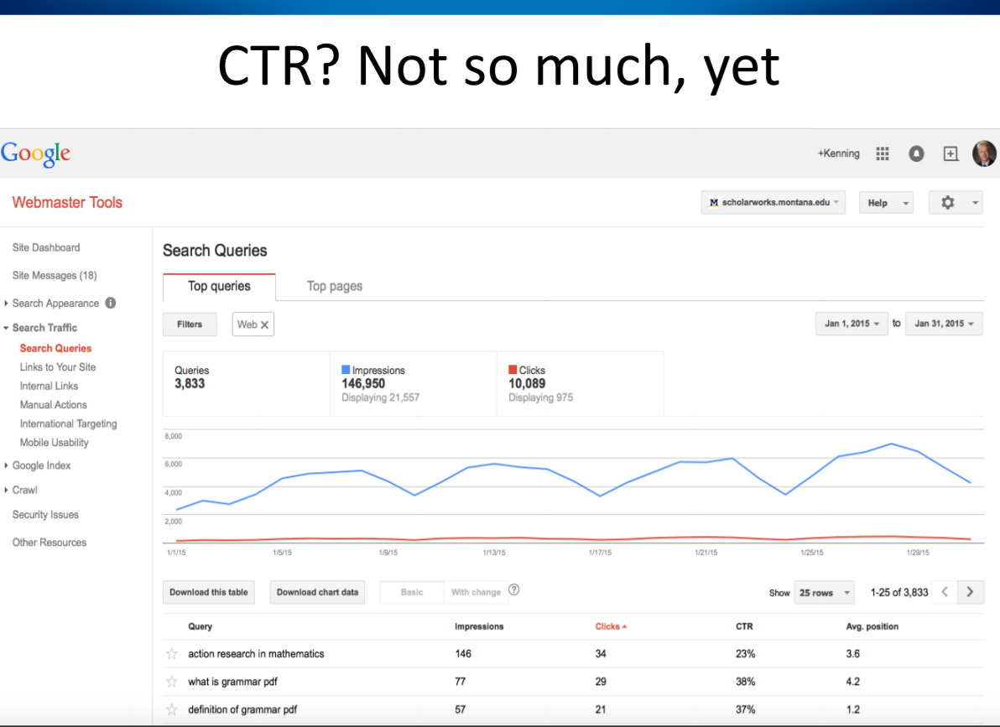 CTR? Not so much, yet
Google
+Kenning
Webmaster Tools
M scholarworks.montana.edu
Help
Site Dashboard
Site Messages (18)
Search Appearance i
Search Traffic
Search Queries
Links to Your Site
Internal Links
Manual Actions
International Targeting
Mobile Usability
Google Index
Crawl
Security Issues
Other Resources
Search Queries
Top queries Top pages
Filters Web X Jan 1, 2015 to Jan 31, 2015
Queries Impressions Clicks
3,833 146,950 10,089
Displaying 21,557 Displaying 975
8,000
6,000
4,000
2,000
1/1/15 1/5/15 1/9/15 1/13/15 1/17/15 1/21/15 1/25/15 1/29/15
Download this table Download chart data Basic With change ? Show 25 rows 1-25 of 3,833
Query Impressions Clicks CTR Avg. position
action research in mathematics 146 34 23% 3.6
what is grammar pdf 77 29 38% 4.2
definition of grammar pdf 57 21 37% 1.2